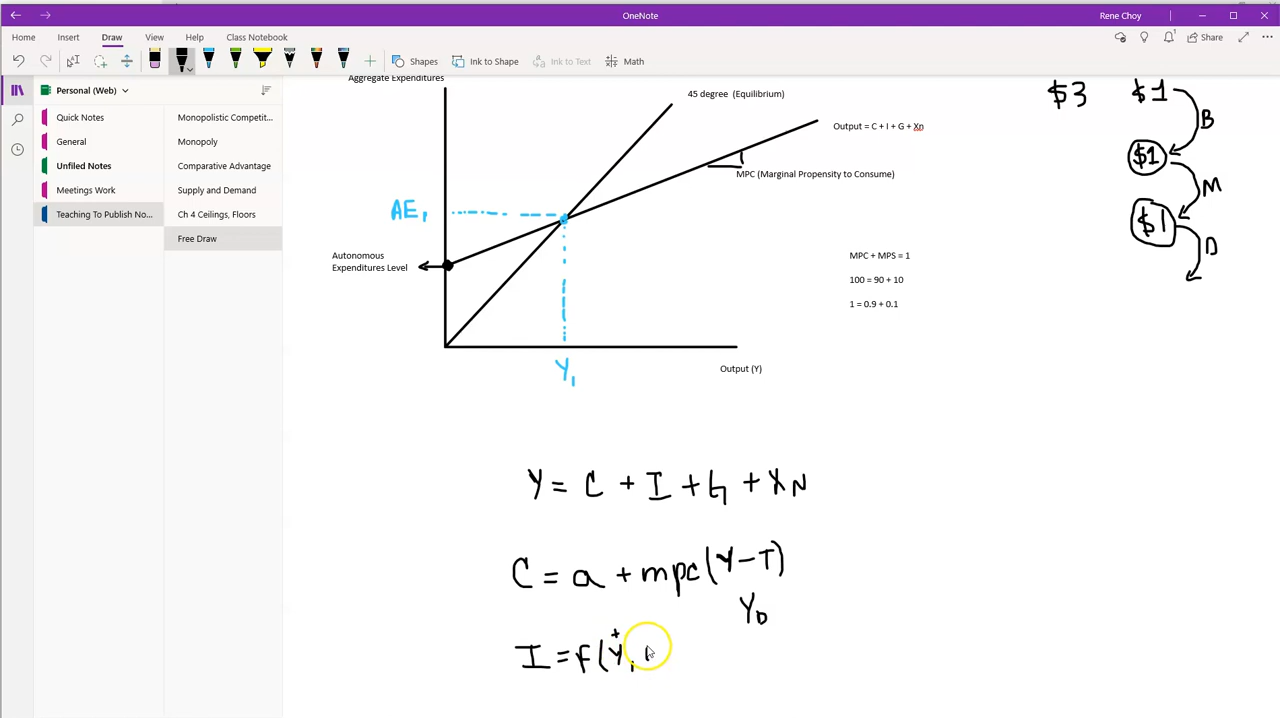 OneNote
Rene Choy
Home Insert Draw View Help Class Notebook
Share
Shapes Ink to Shape Ink to Text Math
Personal (Web)
Quick Notes
General
Unfiled Notes
Meetings Work
Teaching To Publish No...
Monopolistic Competit...
Monopoly
Comparative Advantage
Supply and Demand
Ch 4 Ceilings, Floors
Free Draw
Aggregate Expenditures
45 degree (Equilibrium)
Output = C + I + G + Xn
MPC (Marginal Propensity to Consume)
AE1
Autonomous
Expenditures Level
MPC + MPS = 1
100 = 90 + 10
1 = 0.9 + 0.1
Y1
Output (Y)
$3 $1
B
$1
M
$1
D
Y = C + I + G + XN
C = a + mpc(Y-T)
YD
+
I = f(Y,